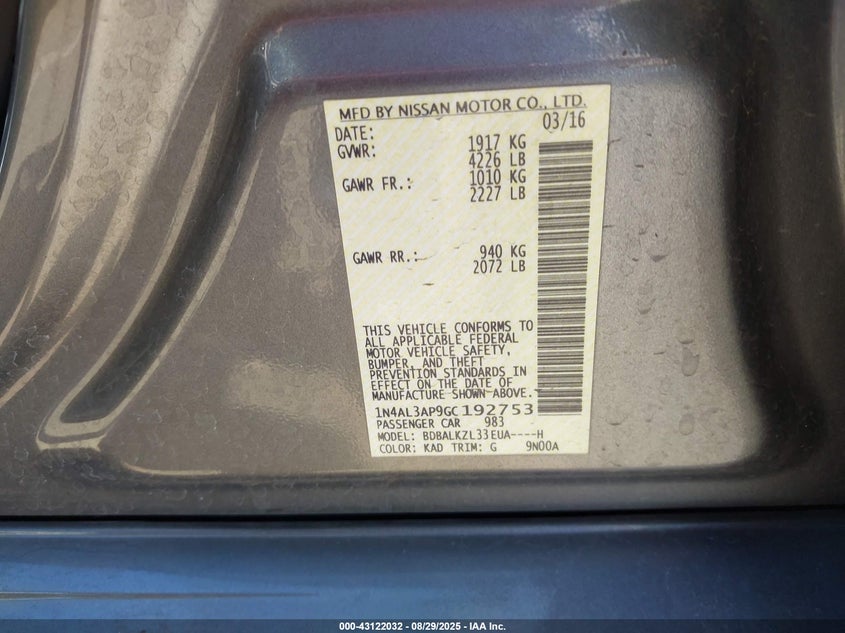 MFD BY NISSAN MOTOR CO., LTD.
DATE: 03/16
GVWR: 1917 KG
4226 LB
GAWR FR.: 1010 KG
2227 LB
GAWR RR.: 940 KG
2072 LB
THIS VEHICLE CONFORMS TO
ALL APPLICABLE FEDERAL
MOTOR VEHICLE SAFETY,
BUMPER, AND THEFT
PREVENTION STANDARDS IN
EFFECT ON THE DATE OF
MANUFACTURE SHOWN ABOVE.
1N4AL3AP9GC192753
PASSENGER CAR 983
MODEL: BDBALKZL33EUA----H
COLOR: KAD TRIM: G 9N00A
000-43122032 - 08/29/2025 - IAA Inc.